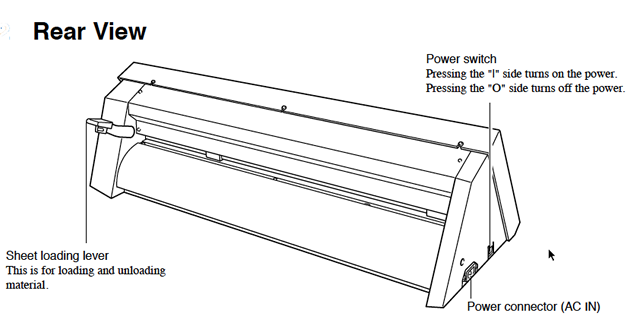 Rear View
Power switch
Pressing the "I" side turns on the power.
Pressing the "O" side turns off the power.
Sheet loading lever
This is for loading and unloading
material.
Power connector (AC IN)